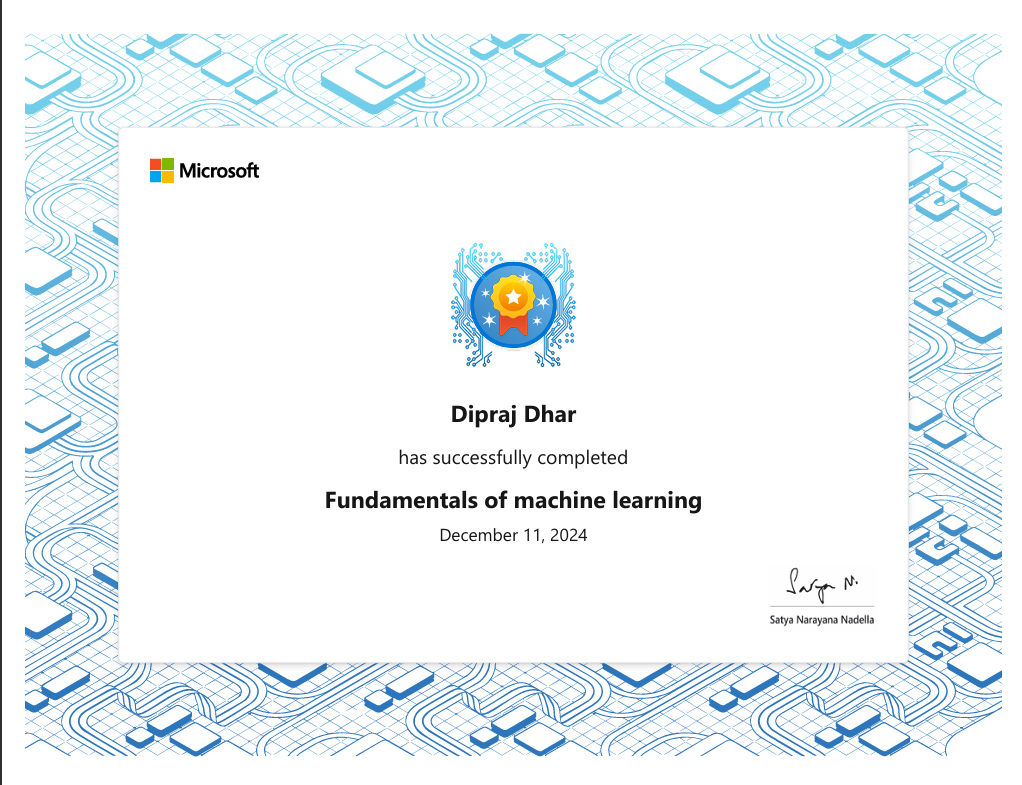 Microsoft
Dipraj Dhar
has successfully completed
Fundamentals of machine learning
December 11, 2024
Satya N.
Satya Narayana Nadella